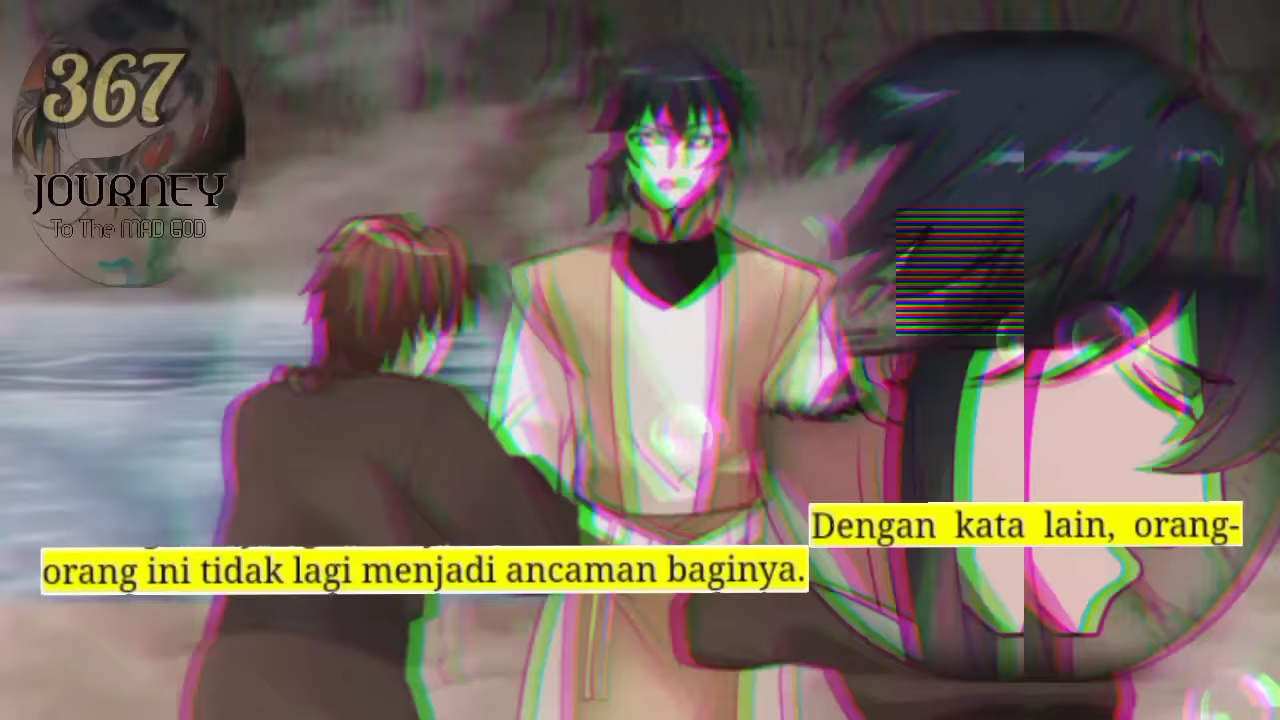 367
JOURNEY
To The MAD GOD
Dengan kata lain, orang-
orang ini tidak lagi menjadi ancaman baginya.